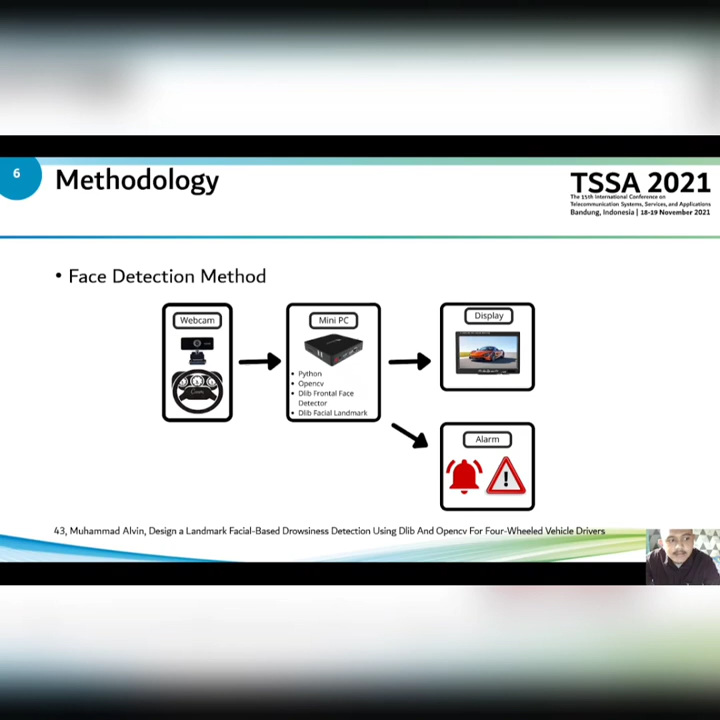 6
Methodology
TSSA 2021
The 15th International Conference on
Telecommunication Systems, Services, and Applications
Bandung, Indonesia | 18-19 November 2021
• Face Detection Method
Webcam
Mini PC
• Python
• Opencv
• Dlib Frontal Face
Detector
• Dlib Facial Landmark
Display
Alarm
43, Muhammad Alvin, Design a Landmark Facial-Based Drowsiness Detection Using Dlib And Opencv For Four-Wheeled Vehicle Drivers